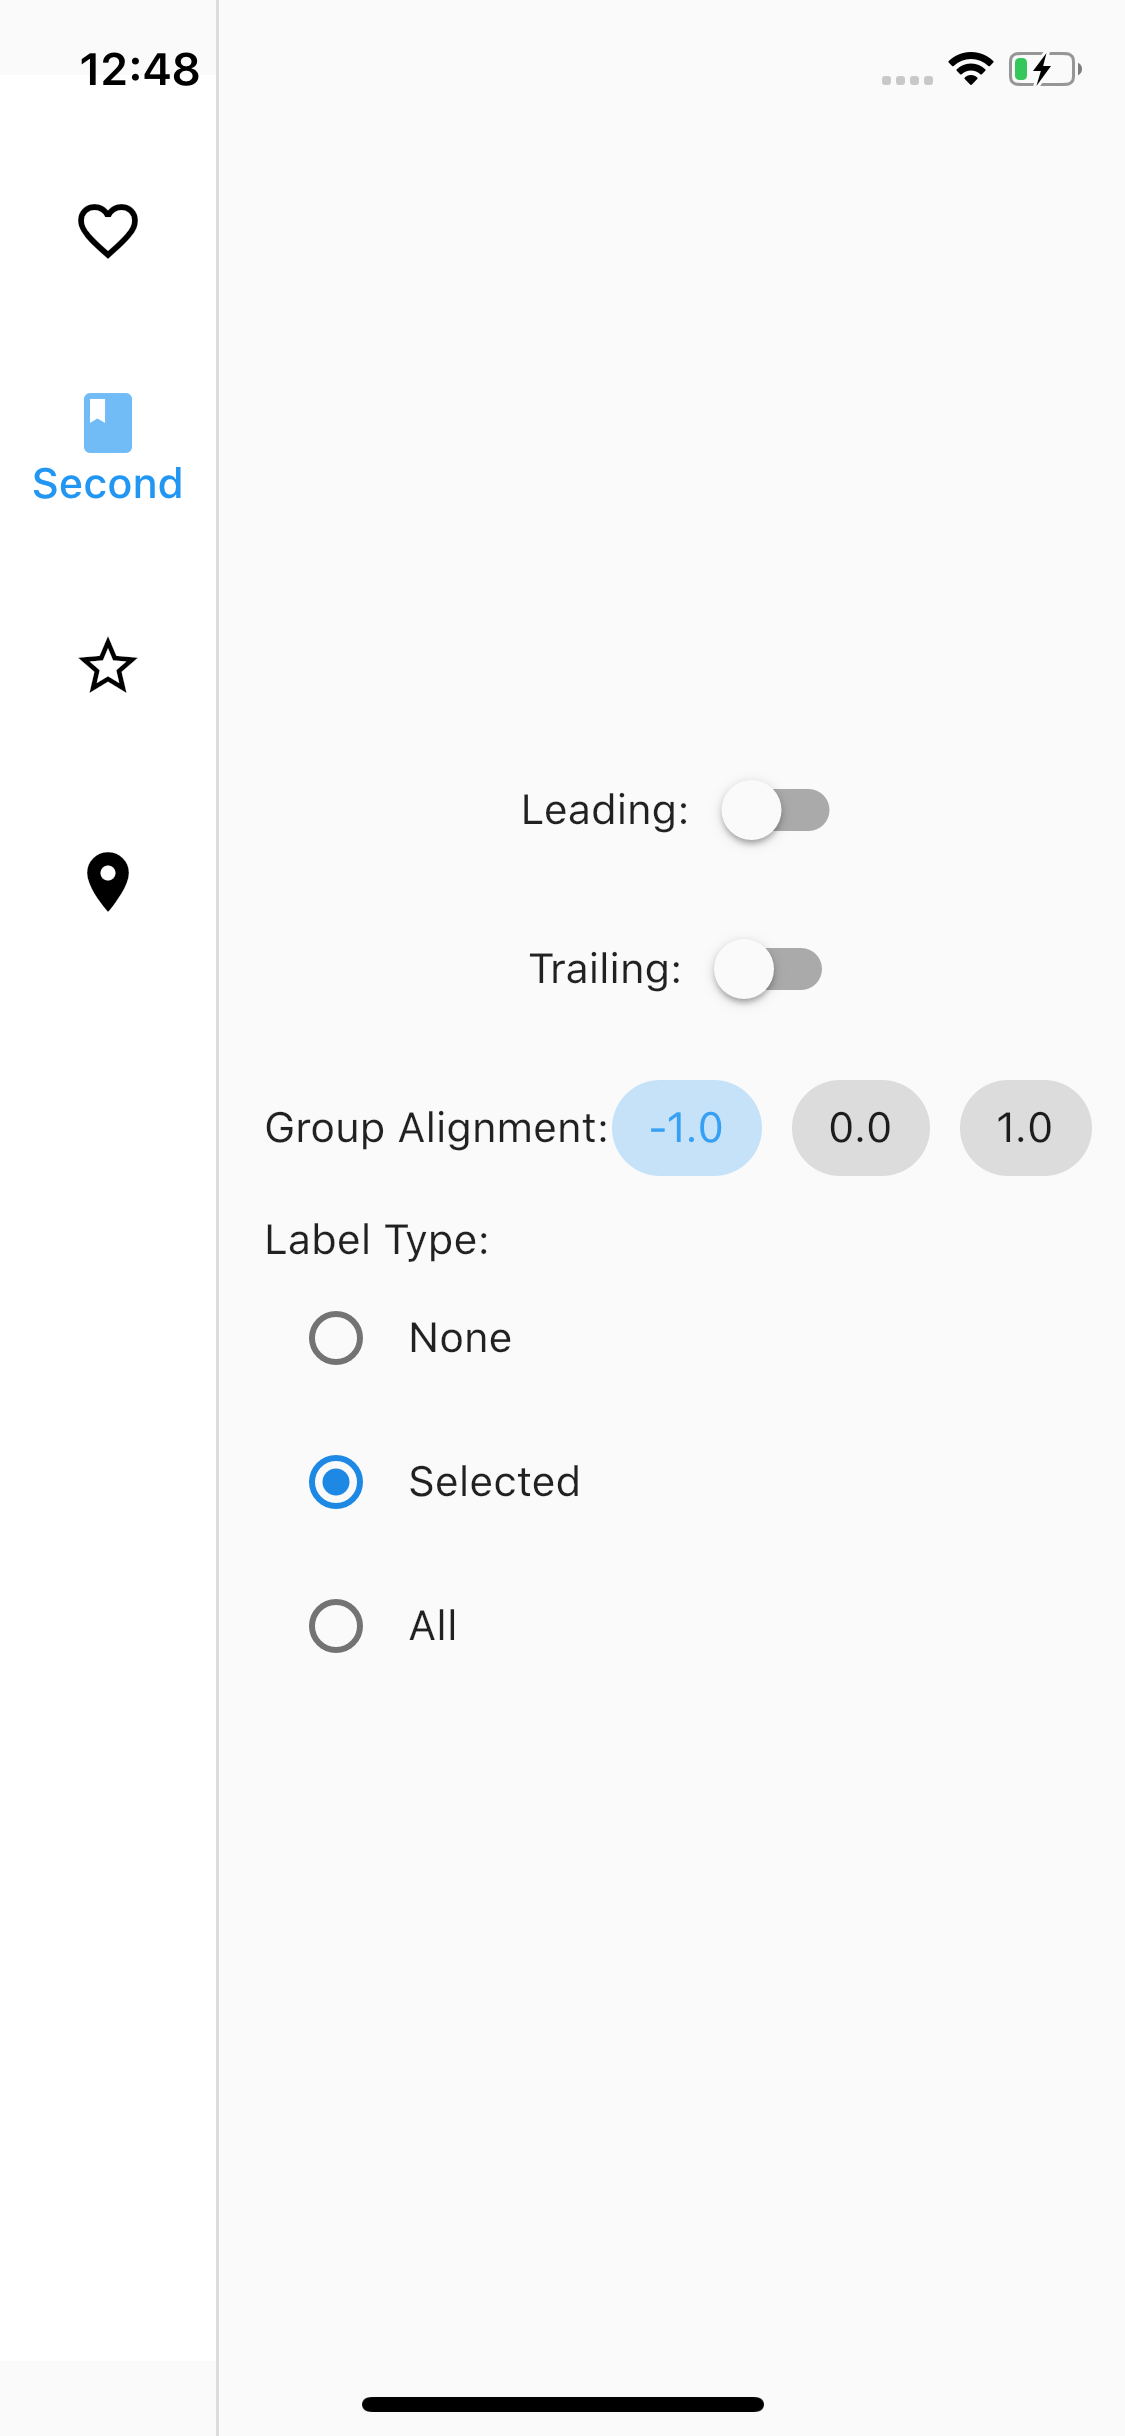 12:48
Second
Leading:
Trailing:
Group Alignment: -1.0 0.0 1.0
Label Type:
None
Selected
All